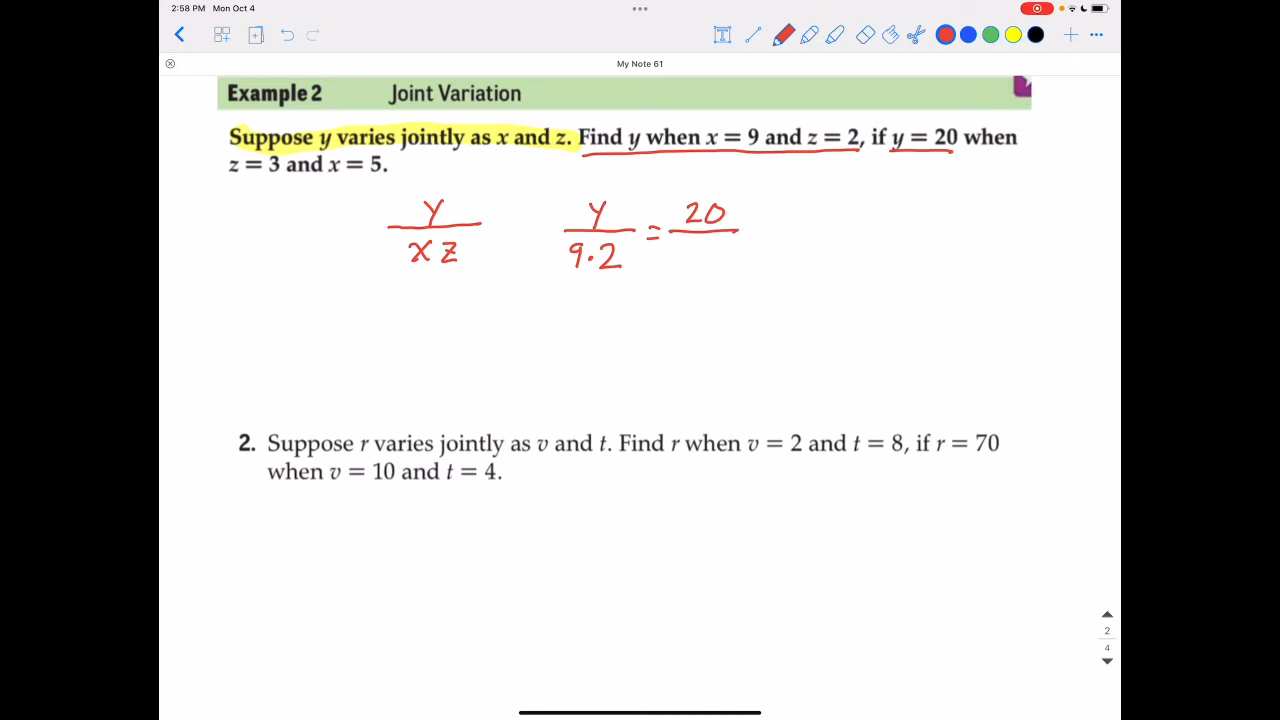 2:58 PM Mon Oct 4
My Note 61
Example 2 Joint Variation
Suppose y varies jointly as x and z. Find y when x = 9 and z = 2, if y = 20 when
z = 3 and x = 5.
y/xz y/9·2 = 20/
2. Suppose r varies jointly as v and t. Find r when v = 2 and t = 8, if r = 70
when v = 10 and t = 4.
2
4